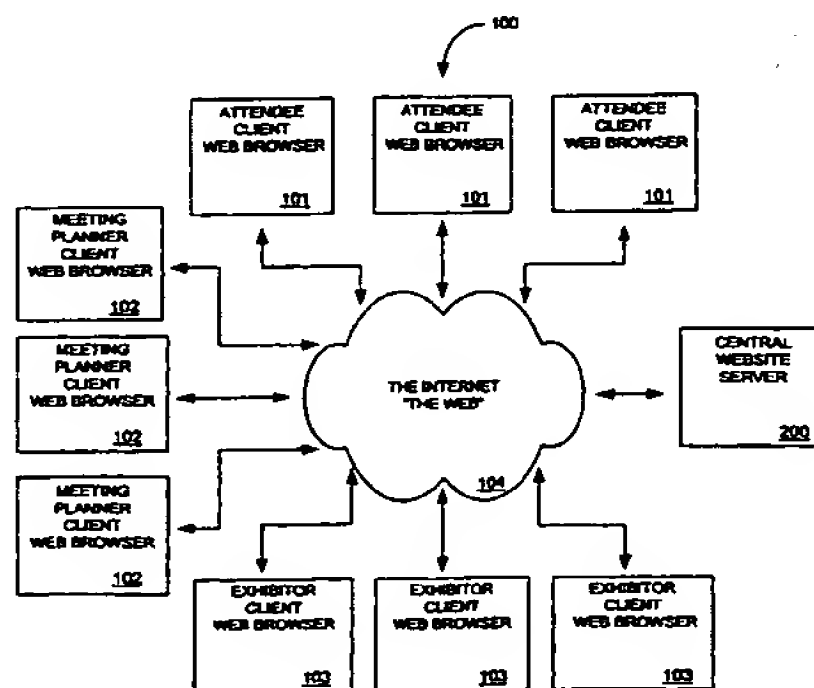 100
ATTENDEE
CLIENT
WEB BROWSER
101
ATTENDEE
CLIENT
WEB BROWSER
101
ATTENDEE
CLIENT
WEB BROWSER
101
MEETING
PLANNER
CLIENT
WEB BROWSER
102
MEETING
PLANNER
CLIENT
WEB BROWSER
102
MEETING
PLANNER
CLIENT
WEB BROWSER
102
THE INTERNET
"THE WEB"
104
CENTRAL
WEBSITE
SERVER
200
EXHIBITOR
CLIENT
WEB BROWSER
103
EXHIBITOR
CLIENT
WEB BROWSER
103
EXHIBITOR
CLIENT
WEB BROWSER
103